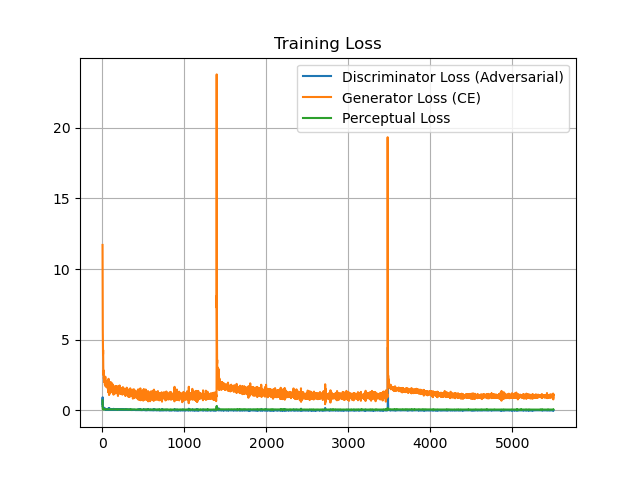 Training Loss
Discriminator Loss (Adversarial)
Generator Loss (CE)
Perceptual Loss
20
15
10
5
0
0 1000 2000 3000 4000 5000